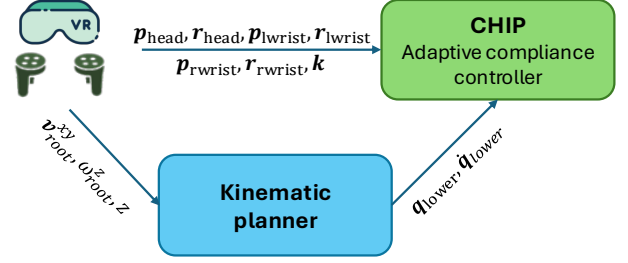 VR
𝒑_head, 𝒓_head, 𝒑_lwrist, 𝒓_lwrist
𝒑_rwrist, 𝒓_rwrist, 𝒌
CHIP
Adaptive compliance
controller
𝒗_root^xy, ω_root^z, z
Kinematic
planner
𝒒_lower, 𝒒̇_lower